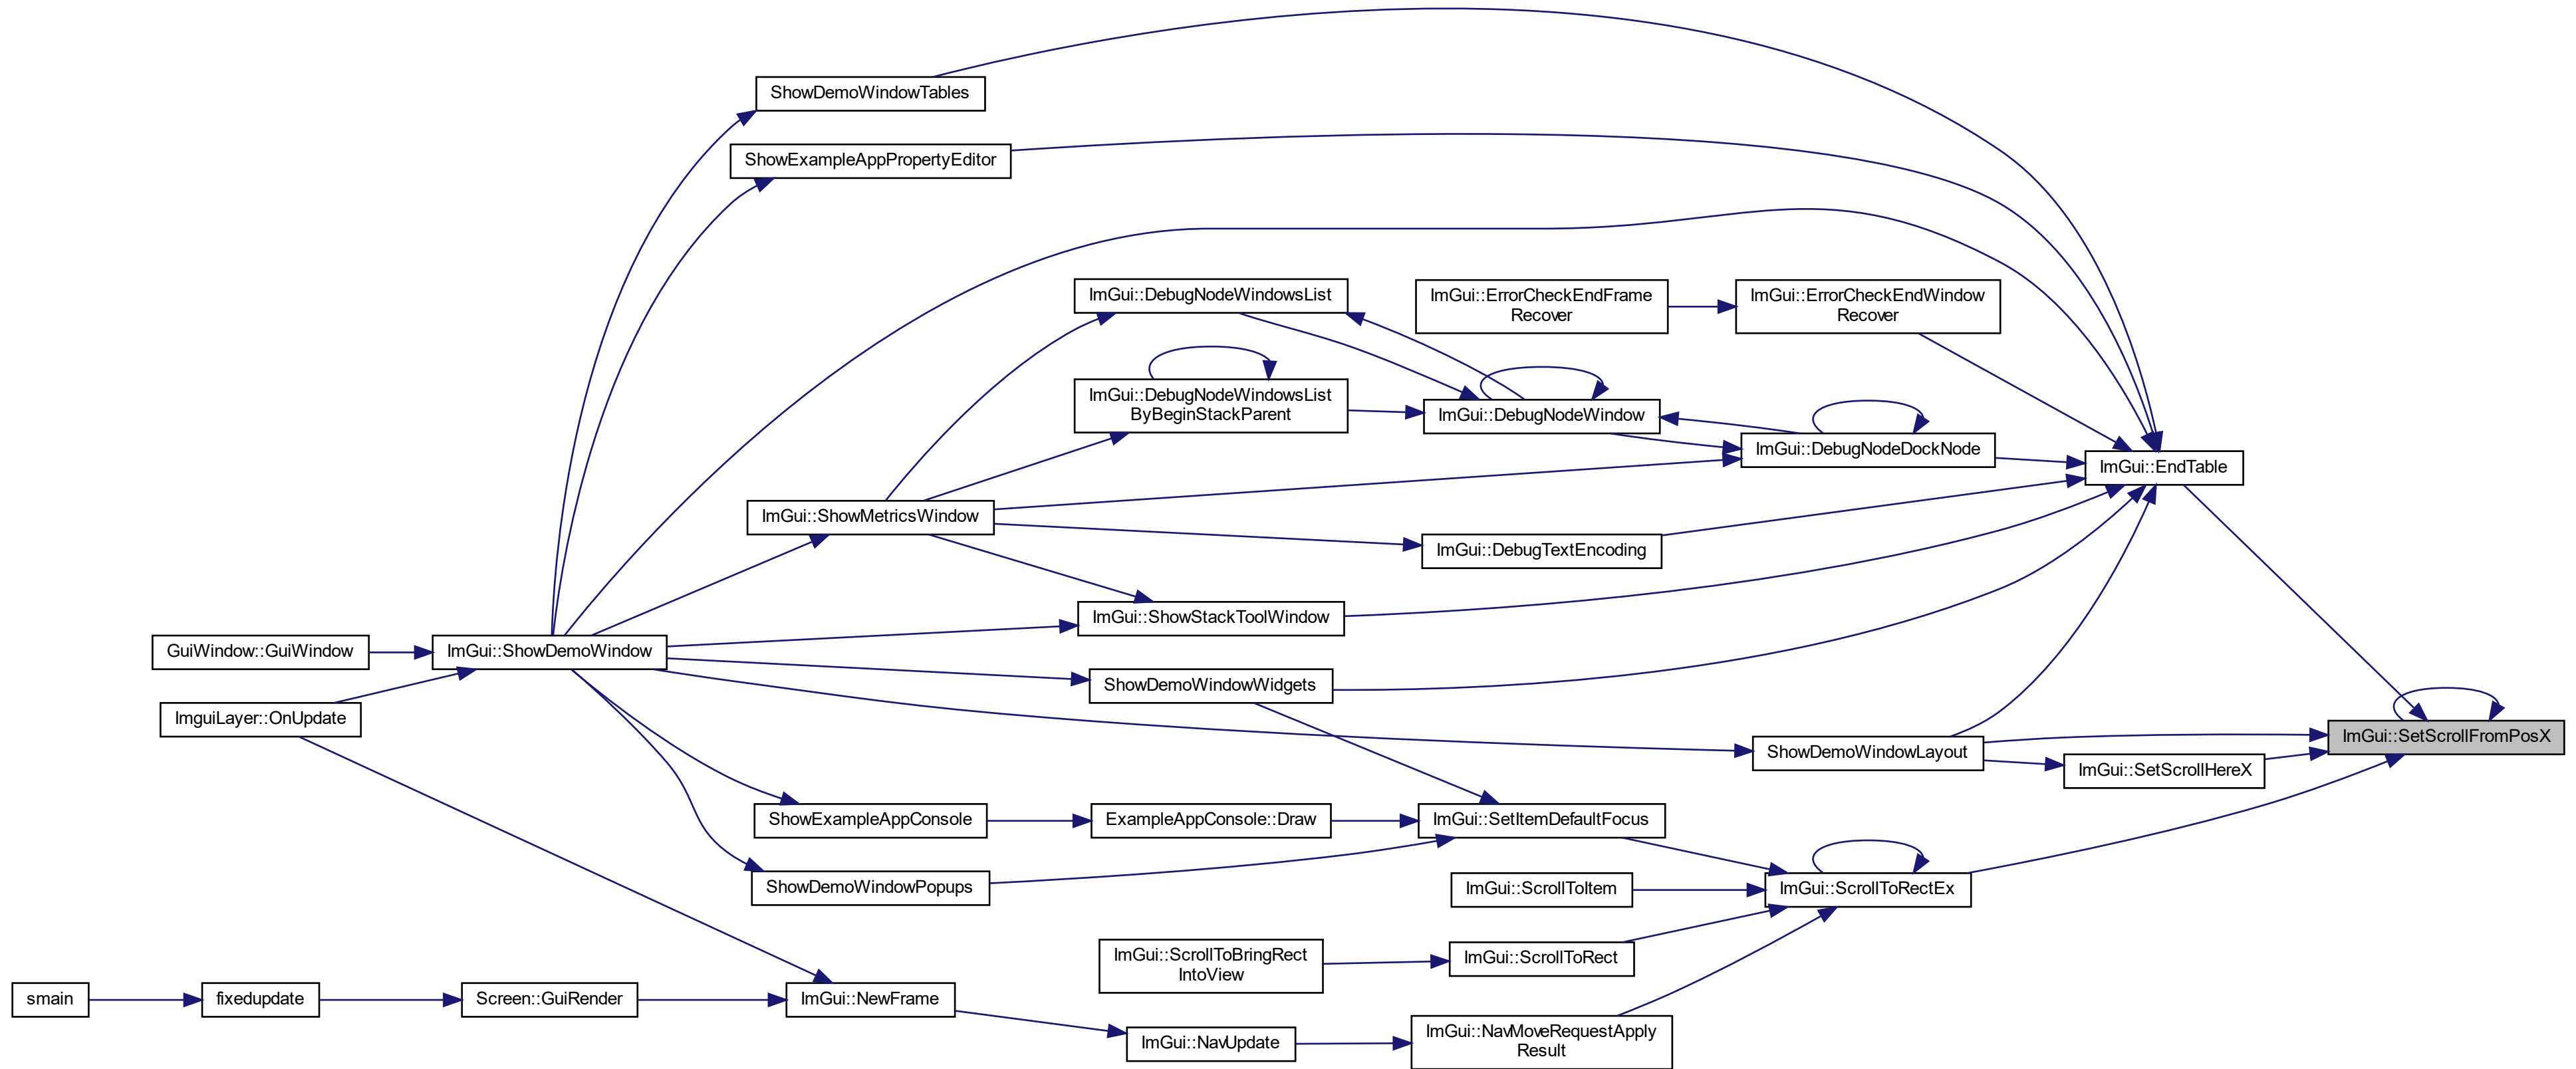 ShowDemoWindowTables
ShowExampleAppPropertyEditor
ImGui::DebugNodeWindowsList
ImGui::ErrorCheckEndFrame
Recover
ImGui::ErrorCheckEndWindow
Recover
ImGui::DebugNodeWindowsList
ByBeginStackParent
ImGui::DebugNodeWindow
ImGui::DebugNodeDockNode
ImGui::EndTable
ImGui::ShowMetricsWindow
ImGui::DebugTextEncoding
ImGui::ShowStackToolWindow
GuiWindow::GuiWindow
ImGui::ShowDemoWindow
ShowDemoWindowWidgets
ImguiLayer::OnUpdate
ShowDemoWindowLayout
ImGui::SetScrollFromPosX
ImGui::SetScrollHereX
ShowExampleAppConsole
ExampleAppConsole::Draw
ImGui::SetItemDefaultFocus
ShowDemoWindowPopups
ImGui::ScrollToItem
ImGui::ScrollToRectEx
ImGui::ScrollToBringRect
IntoView
ImGui::ScrollToRect
smain
fixedupdate
Screen::GuiRender
ImGui::NewFrame
ImGui::NavUpdate
ImGui::NavMoveRequestApply
Result